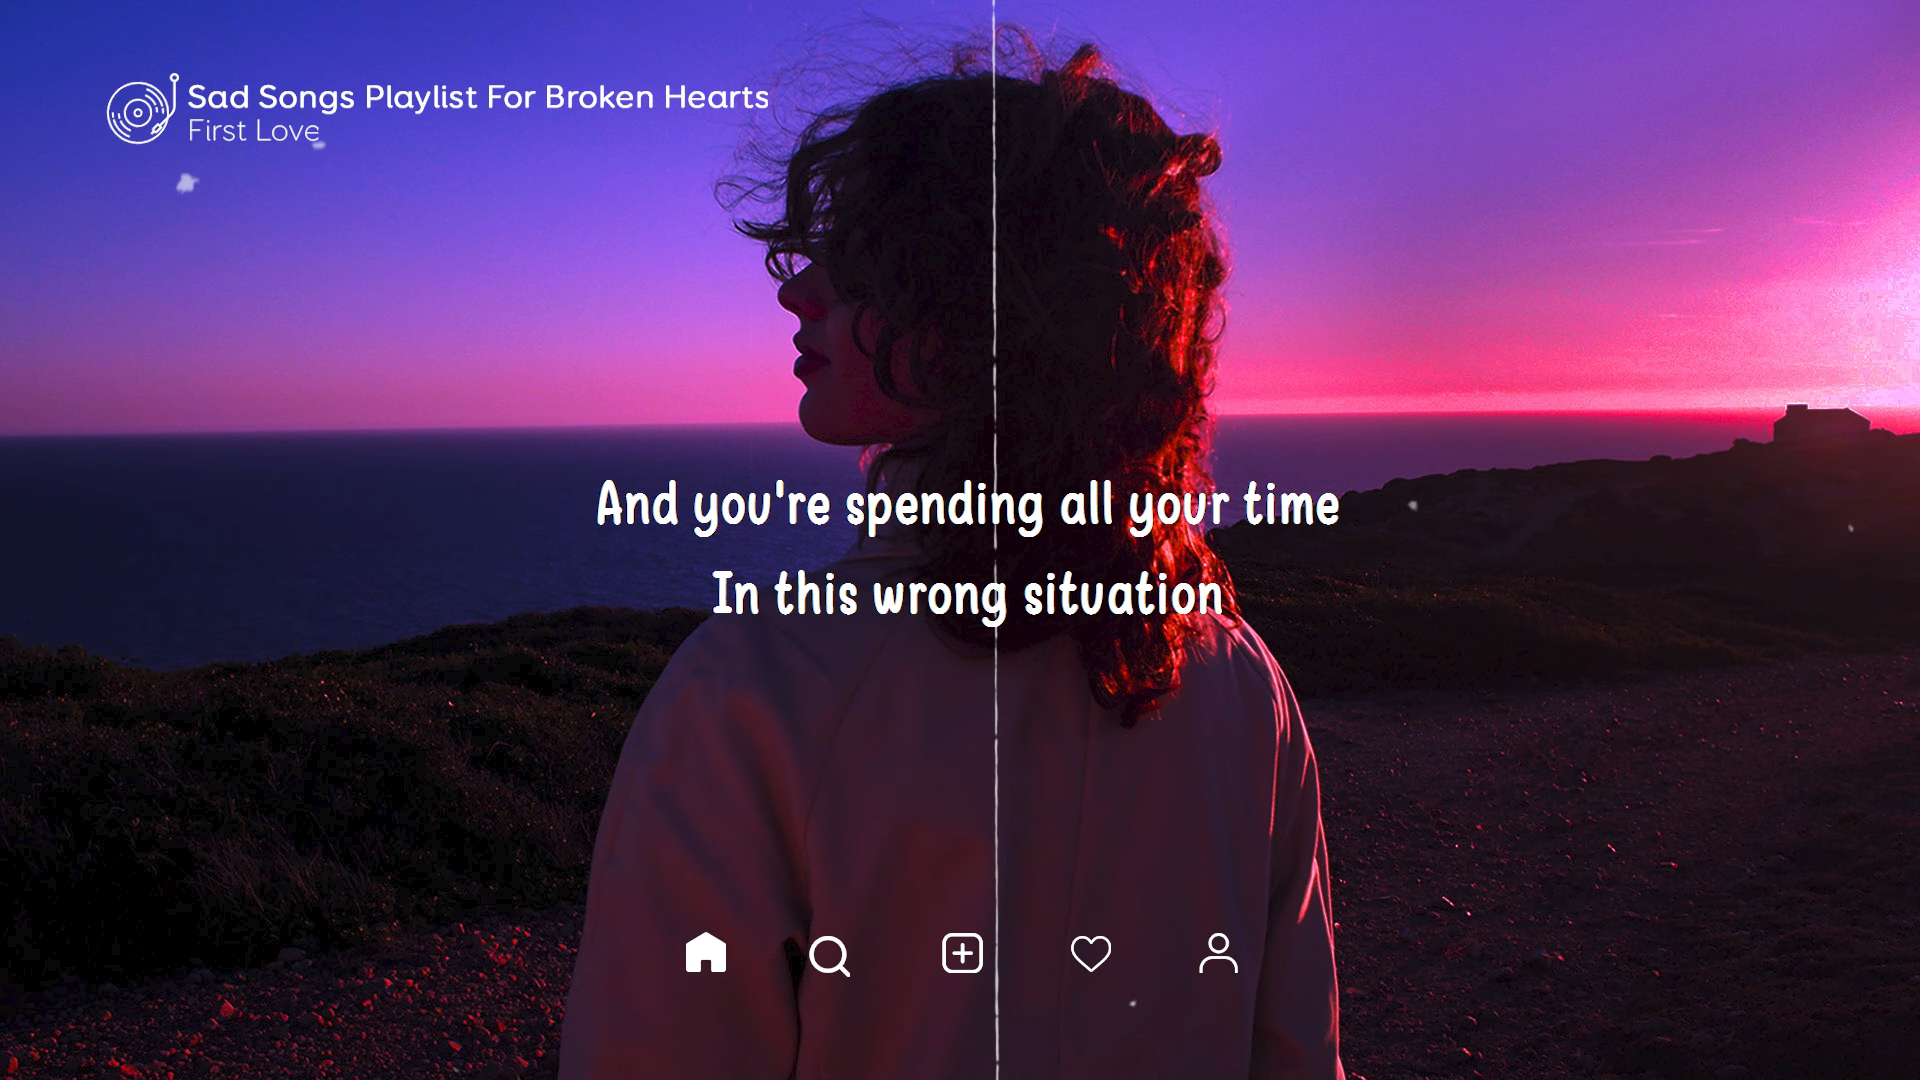 Sad Songs Playlist For Broken Hearts
First Love
And you're spending all your time
In this wrong situation